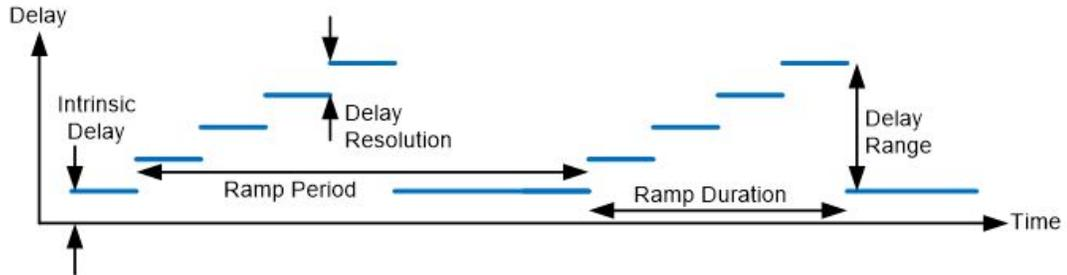 Delay
Intrinsic
Delay
Delay
Resolution
Ramp Period
Delay
Range
Ramp Duration
Time